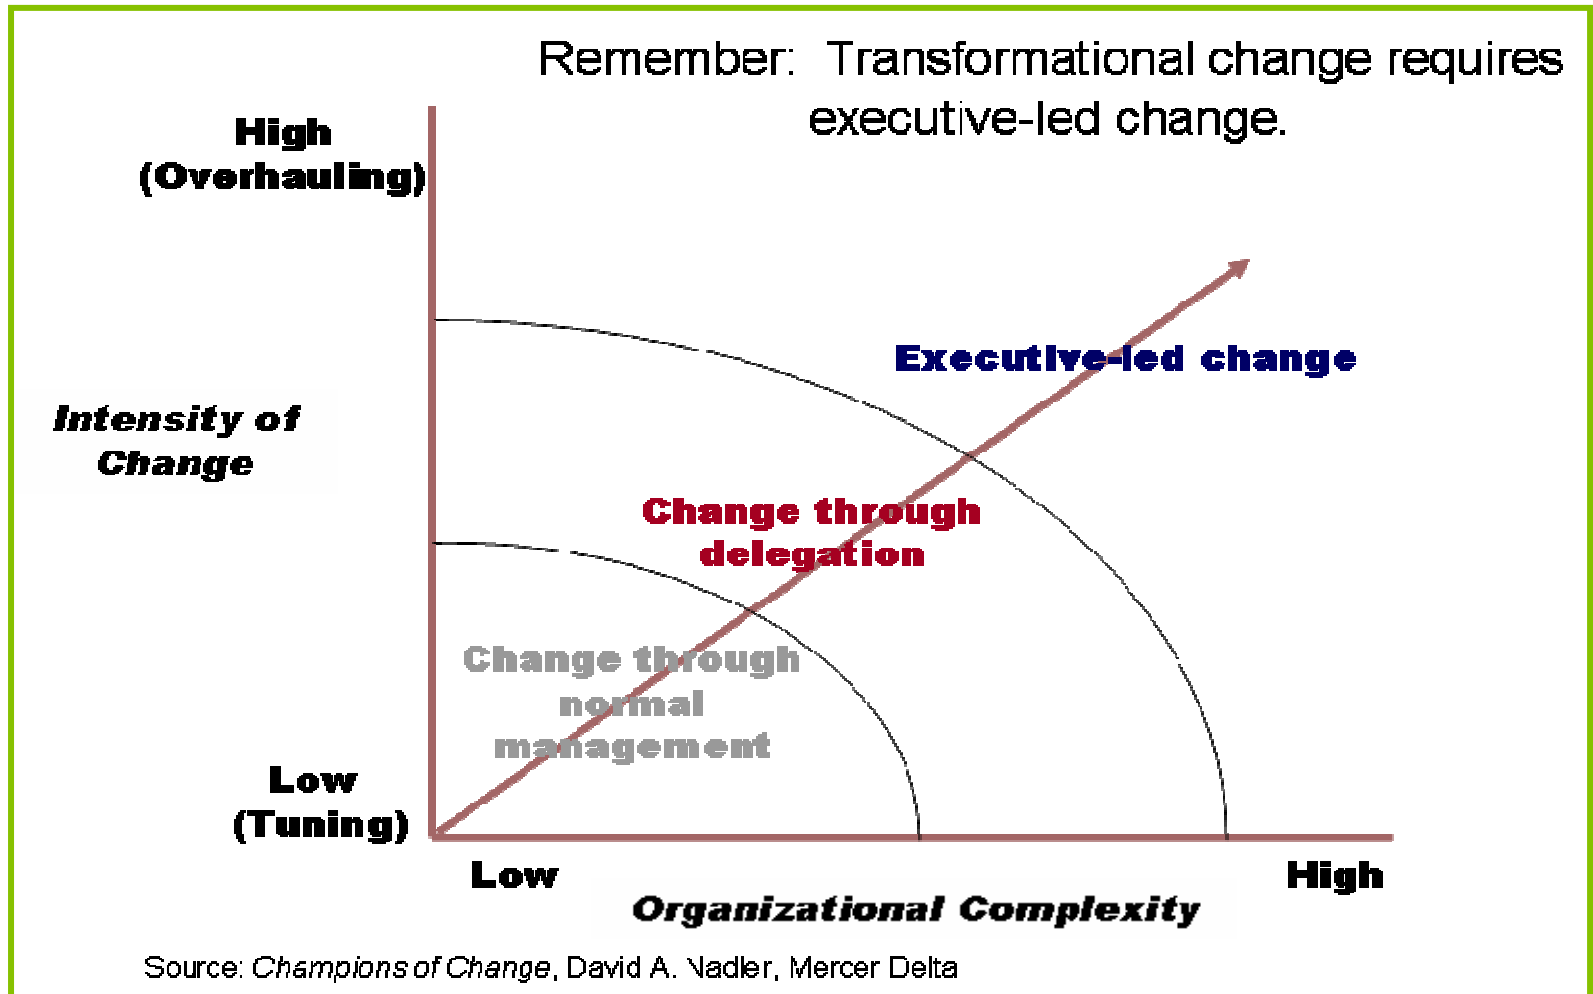 Remember: Transformational change requires
executive-led change.
High
(Overhauling)
Executive-led change
Intensity of
Change
Change through
delegation
Change through
normal
management
Low
(Tuning)
Low
High
Organizational Complexity
Source: Champions of Change, David A. Nadler, Mercer Delta